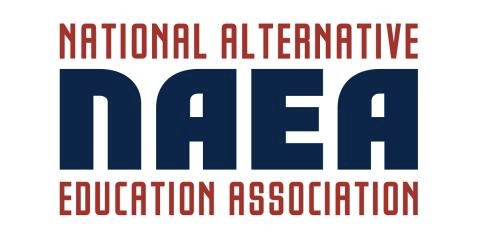 NATIONAL ALTERNATIVE
NAEA
EDUCATION ASSOCIATION